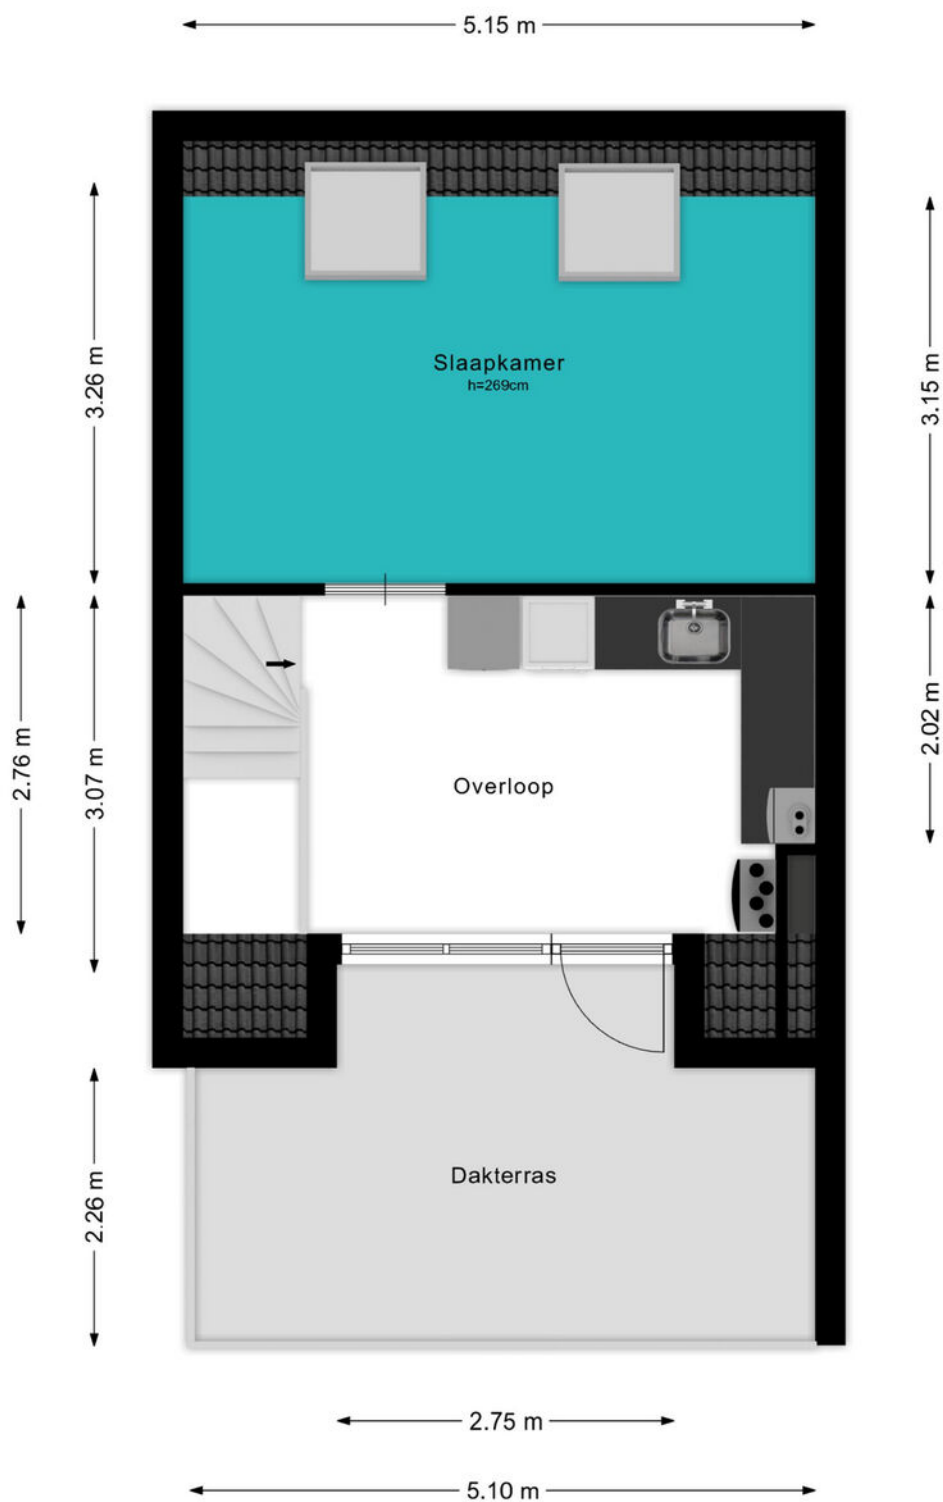 5.15 m
3.26 m
3.15 m
Slaapkamer
h=269cm
2.76 m
3.07 m
2.02 m
Overloop
2.26 m
Dakterras
2.75 m
5.10 m